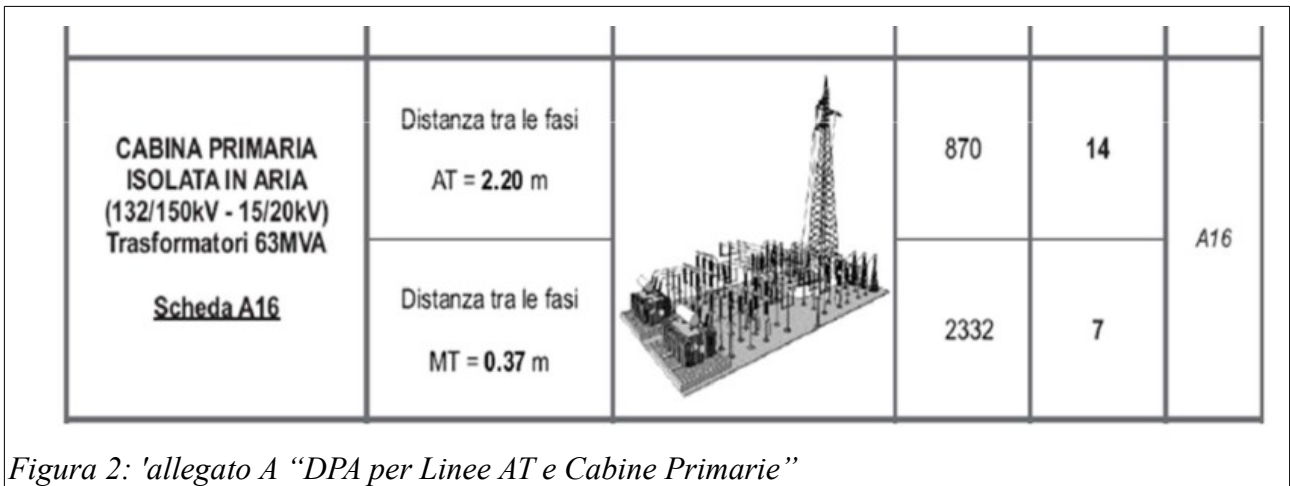 CABINA PRIMARIA
ISOLATA IN ARIA
(132/150kV - 15/20kV)
Trasformatori 63MVA
Scheda A16
Distanza tra le fasi
AT = 2.20 m
870
14
A16
Distanza tra le fasi
MT = 0.37 m
2332
7
Figura 2: 'allegato A “DPA per Linee AT e Cabine Primarie”